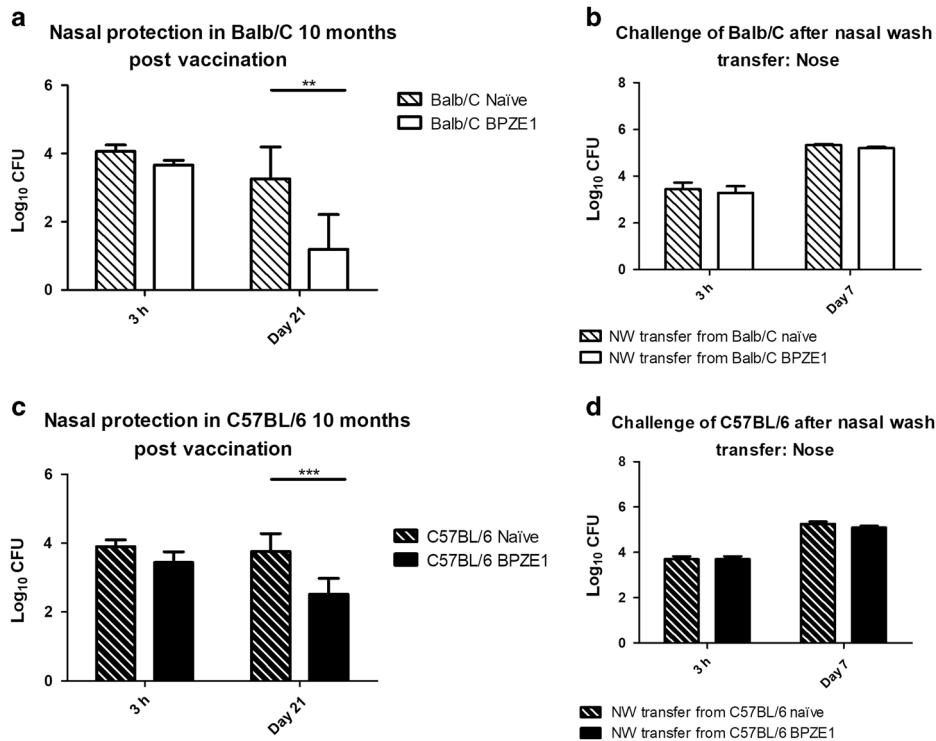 a
Nasal protection in Balb/C 10 months
post vaccination
6
4
2
0
Log10 CFU
**
3 h
Day 21
Balb/C Naïve
Balb/C BPZE1
b
Challenge of Balb/C after nasal wash
transfer: Nose
8
6
4
2
0
Log10 CFU
3 h
Day 7
NW transfer from Balb/C naïve
NW transfer from Balb/C BPZE1
c
Nasal protection in C57BL/6 10 months
post vaccination
6
4
2
0
Log10 CFU
***
3 h
Day 21
C57BL/6 Naïve
C57BL/6 BPZE1
d
Challenge of C57BL/6 after nasal wash
transfer: Nose
8
6
4
2
0
Log10 CFU
3 h
Day 7
NW transfer from C57BL/6 naïve
NW transfer from C57BL/6 BPZE1